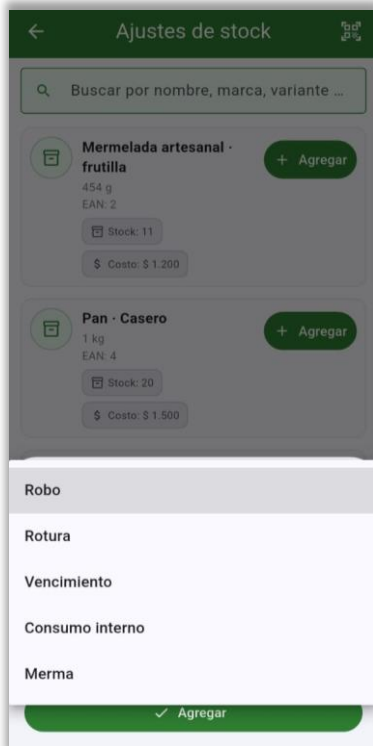 Ajustes de stock
Buscar por nombre, marca, variante ...
Mermelada artesanal ·
frutilla
+ Agregar
454 g
EAN: 2
Stock: 11
$ Costo: $ 1.200
Pan · Casero
+ Agregar
1 kg
EAN: 4
Stock: 20
$ Costo: $ 1.500
Robo
Rotura
Vencimiento
Consumo interno
Merma
Agregar